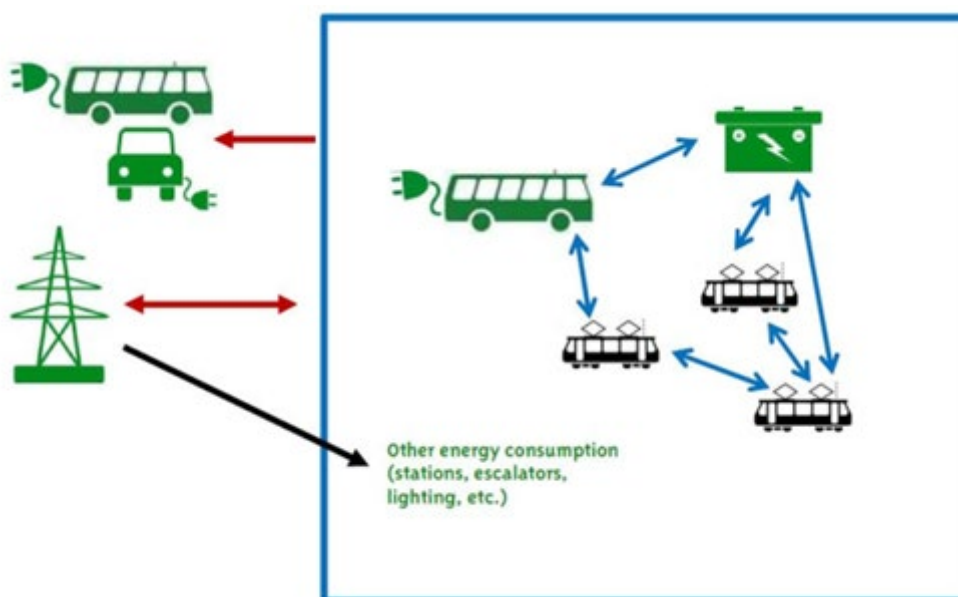 Other energy consumption
(stations, escalators,
lighting, etc.)